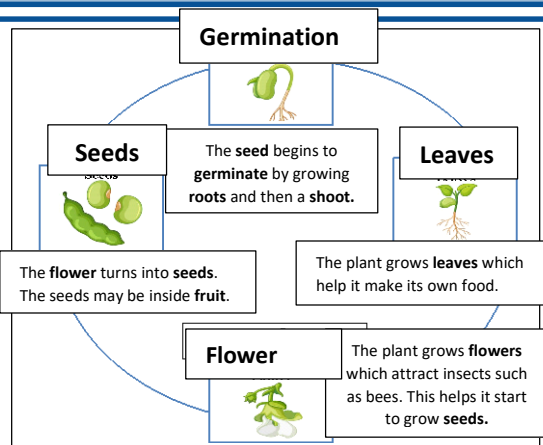 Germination
The seed begins to
germinate by growing
roots and then a shoot.
Leaves
The plant grows leaves which
help it make its own food.
Flower
The plant grows flowers
which attract insects such
as bees. This helps it start
to grow seeds.
Seeds
Seeds
The flower turns into seeds.
The seeds may be inside fruit.